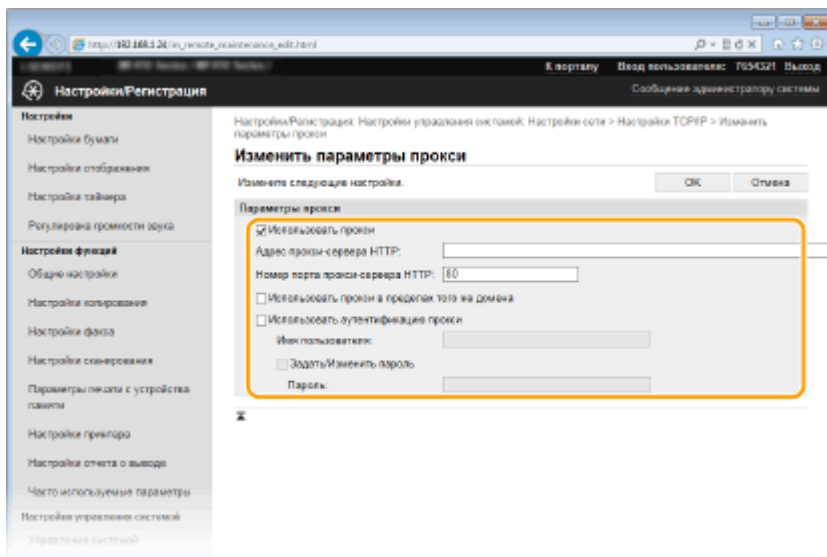 http://192.168.1.24/m_remote_maintenance_edit.html
К порталу Ввод пользователя: 7654321 Выход
Настройки/Регистрация
Сообщение администратору системы
Настройки
Настройки бумаги
Настройки отображения
Настройки таймера
Регулировка громкости звука
Настройки функций
Общие настройки
Настройки копирования
Настройки факса
Настройки сканирования
Параметры печати с устройства
памяти
Настройки принтера
Настройки отчета о выводе
Часто используемые параметры
Настройки управления системой
Управление системой
Настройки/Регистрация: Настройки управления системой: Настройки сети > Настройки TCP/IP > Изменить
параметры прокси
Изменить параметры прокси
Измените следующие настройки.
OK Отмена
Параметры прокси
Использовать прокси
Адрес прокси-сервера HTTP:
Номер порта прокси-сервера HTTP: 80
Использовать прокси в пределах того же домена
Использовать аутентификацию прокси
Имя пользователя:
Задать/Изменить пароль
Пароль: